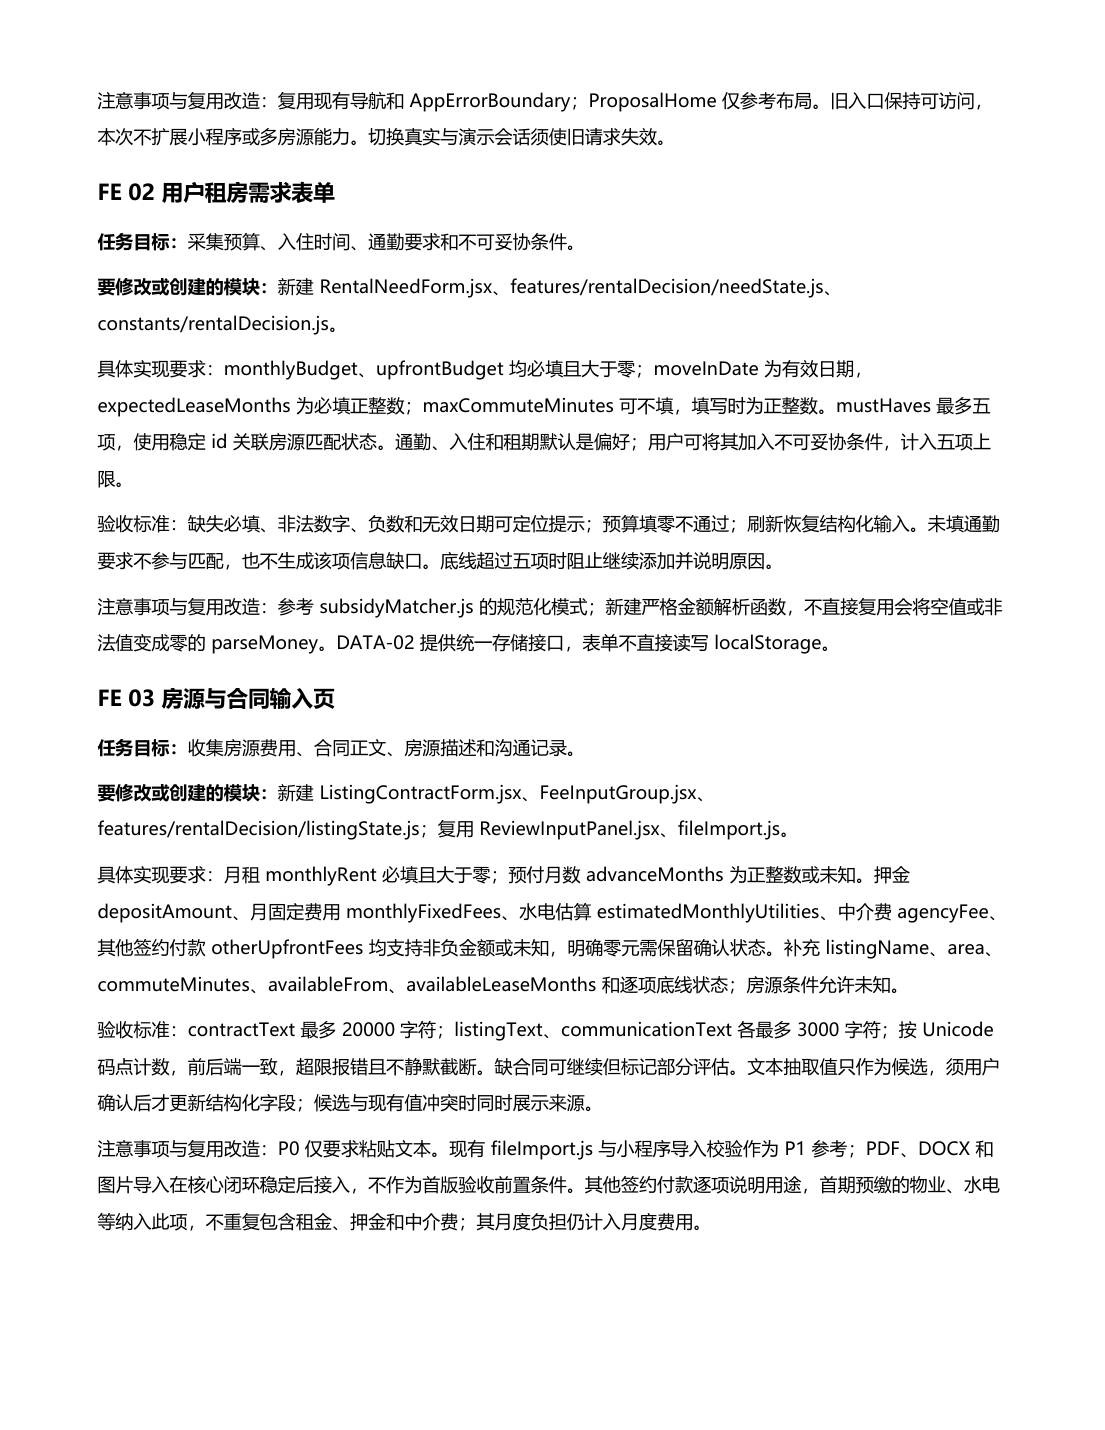 注意事项与复用改造：复用现有导航和 AppErrorBoundary；ProposalHome 仅参考布局。旧入口保持可访问，
本次不扩展小程序或多房源能力。切换真实与演示会话须使旧请求失效。
FE 02 用户租房需求表单
任务目标：采集预算、入住时间、通勤要求和不可妥协条件。
要修改或创建的模块：新建 RentalNeedForm.jsx、features/rentalDecision/needState.js、
constants/rentalDecision.js。
具体实现要求：monthlyBudget、upfrontBudget 均必填且大于零；moveInDate 为有效日期，
expectedLeaseMonths 为必填正整数；maxCommuteMinutes 可不填，填写时为正整数。mustHaves 最多五
项，使用稳定 id 关联房源匹配状态。通勤、入住和租期默认是偏好；用户可将其加入不可妥协条件，计入五项上
限。
验收标准：缺失必填、非法数字、负数和无效日期可定位提示；预算填零不通过；刷新恢复结构化输入。未填通勤
要求不参与匹配，也不生成该项信息缺口。底线超过五项时阻止继续添加并说明原因。
注意事项与复用改造：参考 subsidyMatcher.js 的规范化模式；新建严格金额解析函数，不直接复用会将空值或非
法值变成零的 parseMoney。DATA-02 提供统一存储接口，表单不直接读写 localStorage。
FE 03 房源与合同输入页
任务目标：收集房源费用、合同正文、房源描述和沟通记录。
要修改或创建的模块：新建 ListingContractForm.jsx、FeeInputGroup.jsx、
features/rentalDecision/listingState.js；复用 ReviewInputPanel.jsx、fileImport.js。
具体实现要求：月租 monthlyRent 必填且大于零；预付月数 advanceMonths 为正整数或未知。押金
depositAmount、月固定费用 monthlyFixedFees、水电估算 estimatedMonthlyUtilities、中介费 agencyFee、
其他签约付款 otherUpfrontFees 均支持非负金额或未知，明确零元需保留确认状态。补充 listingName、area、
commuteMinutes、availableFrom、availableLeaseMonths 和逐项底线状态；房源条件允许未知。
验收标准：contractText 最多 20000 字符；listingText、communicationText 各最多 3000 字符；按 Unicode
码点计数，前后端一致，超限报错且不静默截断。缺合同可继续但标记部分评估。文本抽取值只作为候选，须用户
确认后才更新结构化字段；候选与现有值冲突时同时展示来源。
注意事项与复用改造：P0 仅要求粘贴文本。现有 fileImport.js 与小程序导入校验作为 P1 参考；PDF、DOCX 和
图片导入在核心闭环稳定后接入，不作为首版验收前置条件。其他签约付款逐项说明用途，首期预缴的物业、水电
等纳入此项，不重复包含租金、押金和中介费；其月度负担仍计入月度费用。